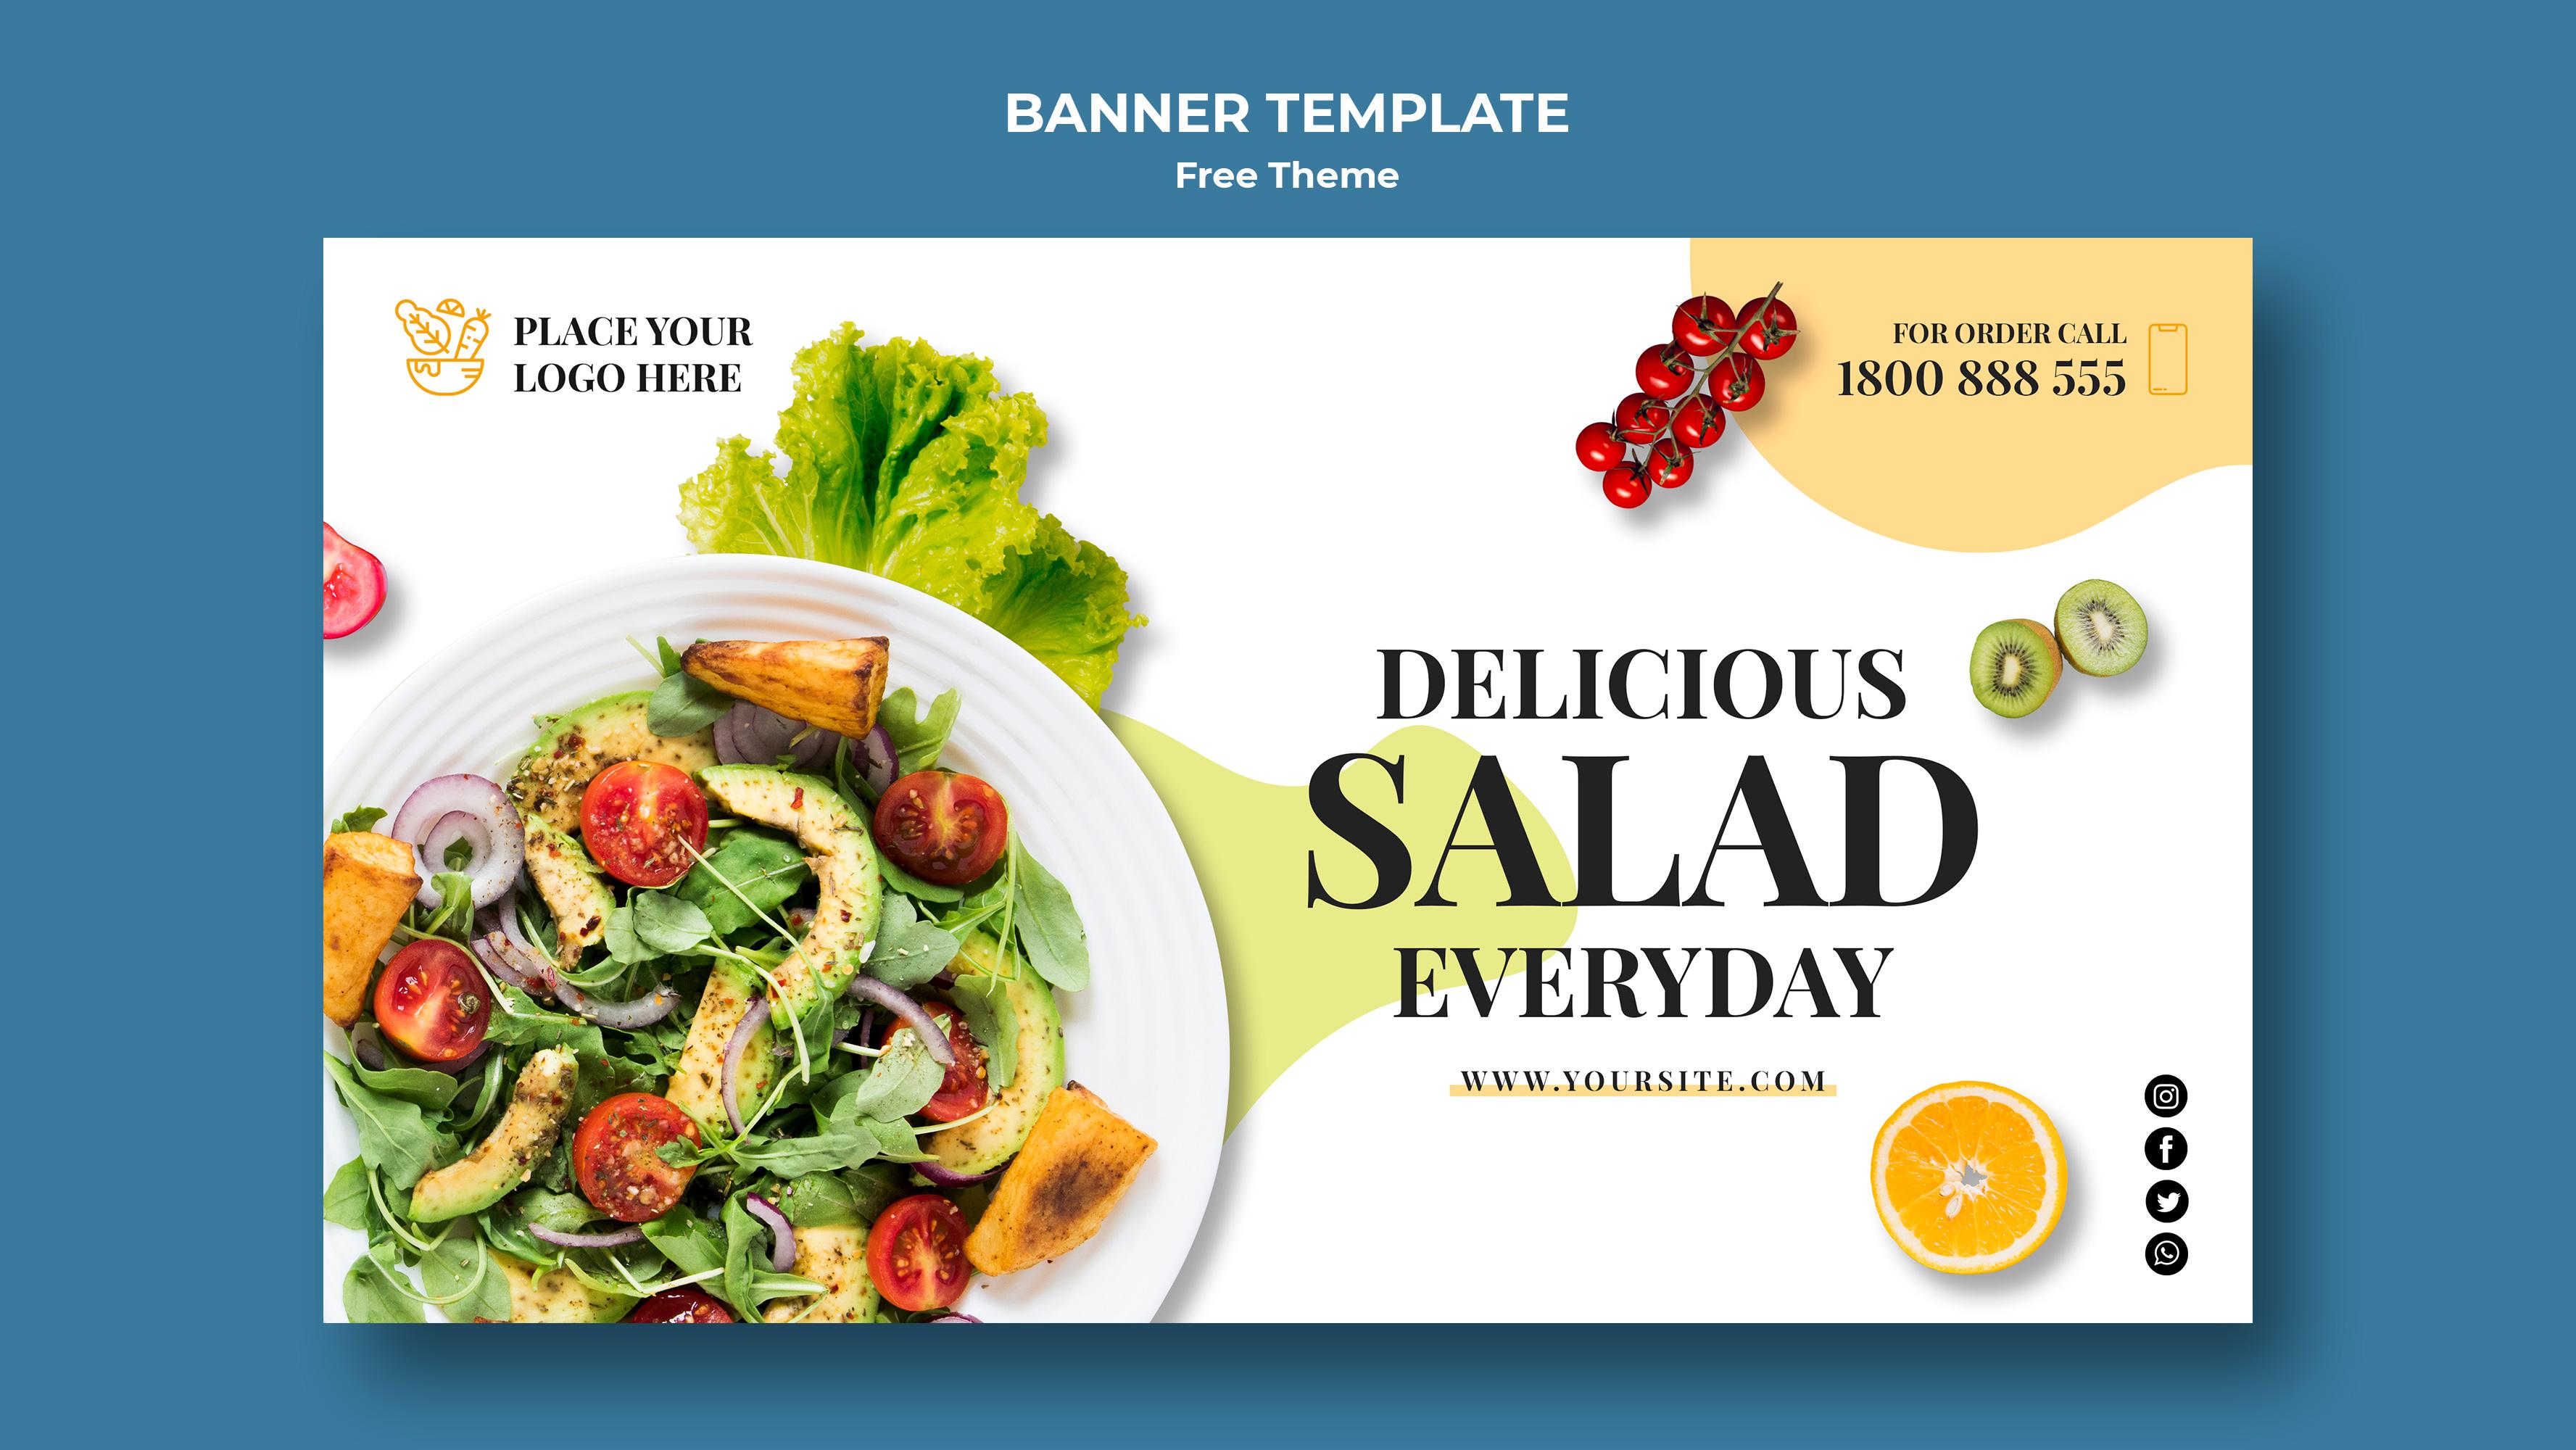 BANNER TEMPLATE
Free Theme
PLACE YOUR
LOGO HERE
FOR ORDER CALL
1800 888 555
DELICIOUS
SALAD
EVERYDAY
WWW.YOURSITE.COM